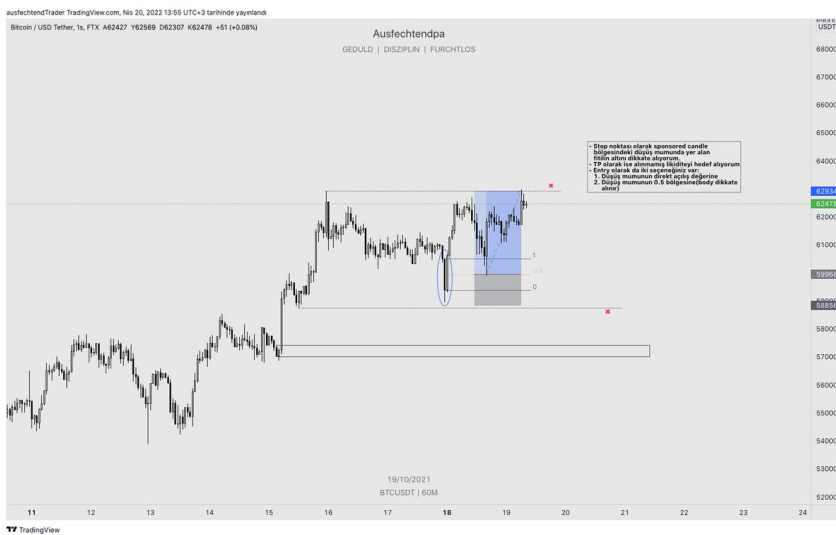 ausfechtendTrader TradingView.com, Nis 20, 2022 13:55 UTC+3 tarihinde yayınlandı
Bitcoin / USD Tether, 1s, FTX A62427 Y62569 D62307 K62478 +51 (+0.08%)
USDT
Ausfechtendpa
GEDULD | DISZIPLIN | FURCHTLOS
68000
67000
66000
65000
- Stop noktası olarak sponsored candle
bölgesindeki düşüş mumunda yer alan
fitilin altını dikkate alıyorum.
- TP olarak ise alınmamış likiditeyi hedef alıyorum
- Entry olarak da iki seçeneğiniz var:
1. Düşüş mumunun direkt açılış değerine
2. Düşüş mumunun 0.5 bölgesine(body dikkate
alınır)
64000
62934
62478
62000
61000
1
0.5
59968
0
58856
58000
57000
56000
55000
54000
53000
52000
19/10/2021
BTCUSDT | 60M
11 12 13 14 15 16 17 18 19 20 21 22 23 24
TradingView